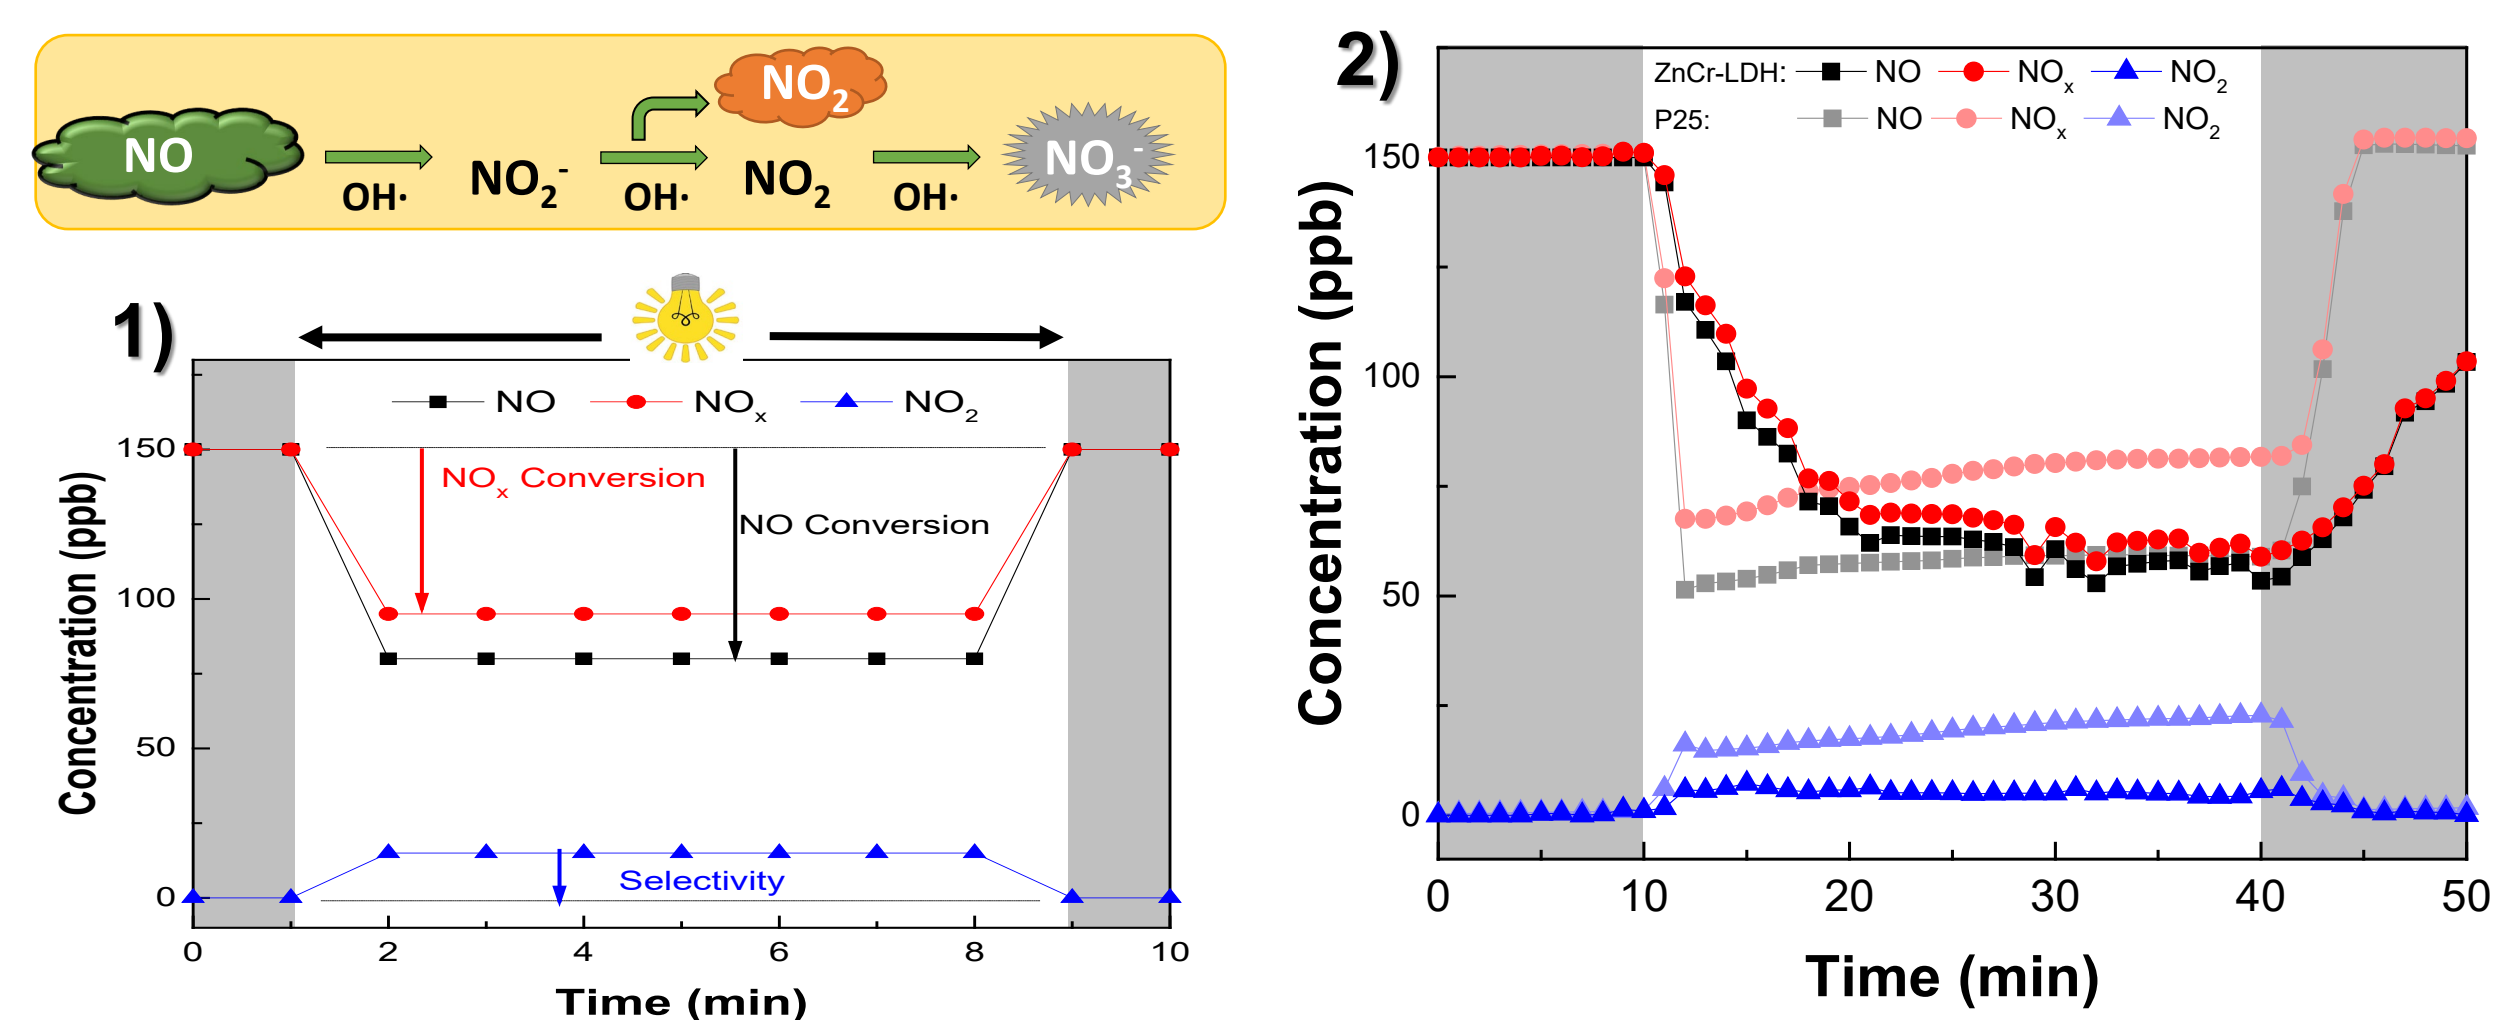 NO
OH·
NO2-
OH·
NO2
NO2
OH·
NO3-
1)
NO NOx NO2
NOx Conversion
NO Conversion
Selectivity
150
100
50
0
Concentration (ppb)
0 2 4 6 8 10
Time (min)
2)
ZnCr-LDH: NO NOx NO2
P25: NO NOx NO2
150
100
50
0
Concentration (ppb)
0 10 20 30 40 50
Time (min)